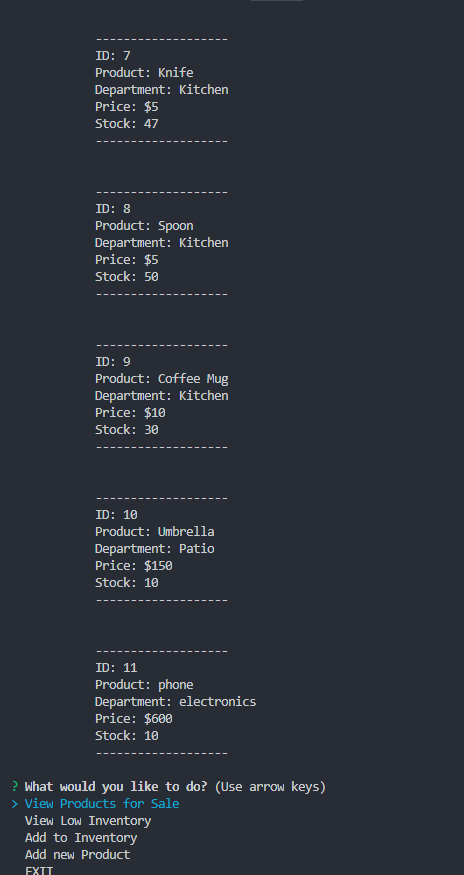 -------------------
ID: 7
Product: Knife
Department: Kitchen
Price: $5
Stock: 47
-------------------
-------------------
ID: 8
Product: Spoon
Department: Kitchen
Price: $5
Stock: 50
-------------------
-------------------
ID: 9
Product: Coffee Mug
Department: Kitchen
Price: $10
Stock: 30
-------------------
-------------------
ID: 10
Product: Umbrella
Department: Patio
Price: $150
Stock: 10
-------------------
-------------------
ID: 11
Product: phone
Department: electronics
Price: $600
Stock: 10
-------------------
? What would you like to do? (Use arrow keys)
> View Products for Sale
View Low Inventory
Add to Inventory
Add new Product
EXIT